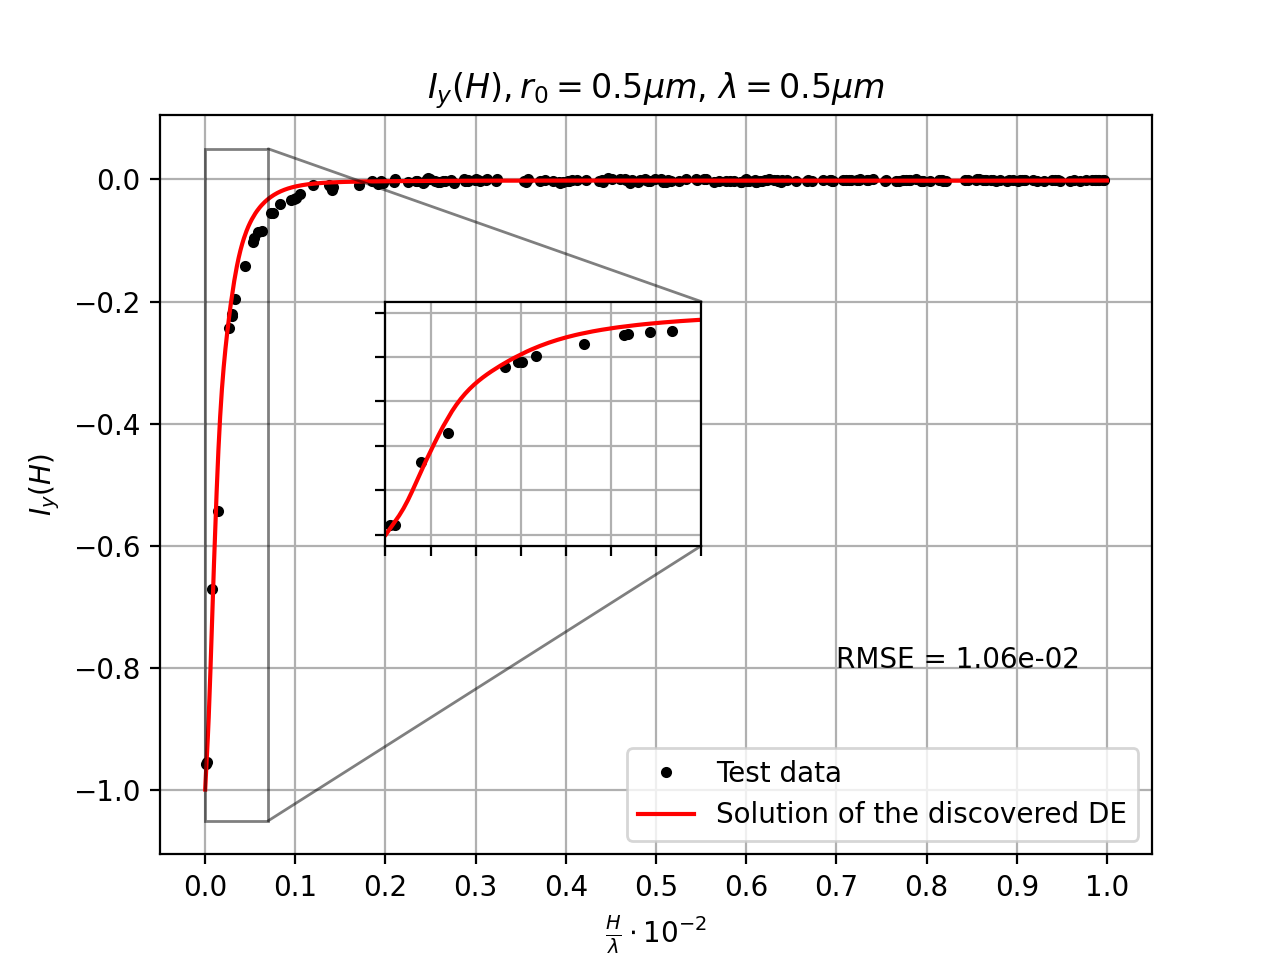 I_y(H), r_0 = 0.5μm, λ = 0.5μm
0.0
−0.2
−0.4
−0.6
−0.8
−1.0
I_y(H)
RMSE = 1.06e-02
Test data
Solution of the discovered DE
0.0 0.1 0.2 0.3 0.4 0.5 0.6 0.7 0.8 0.9 1.0
H/λ · 10^−2